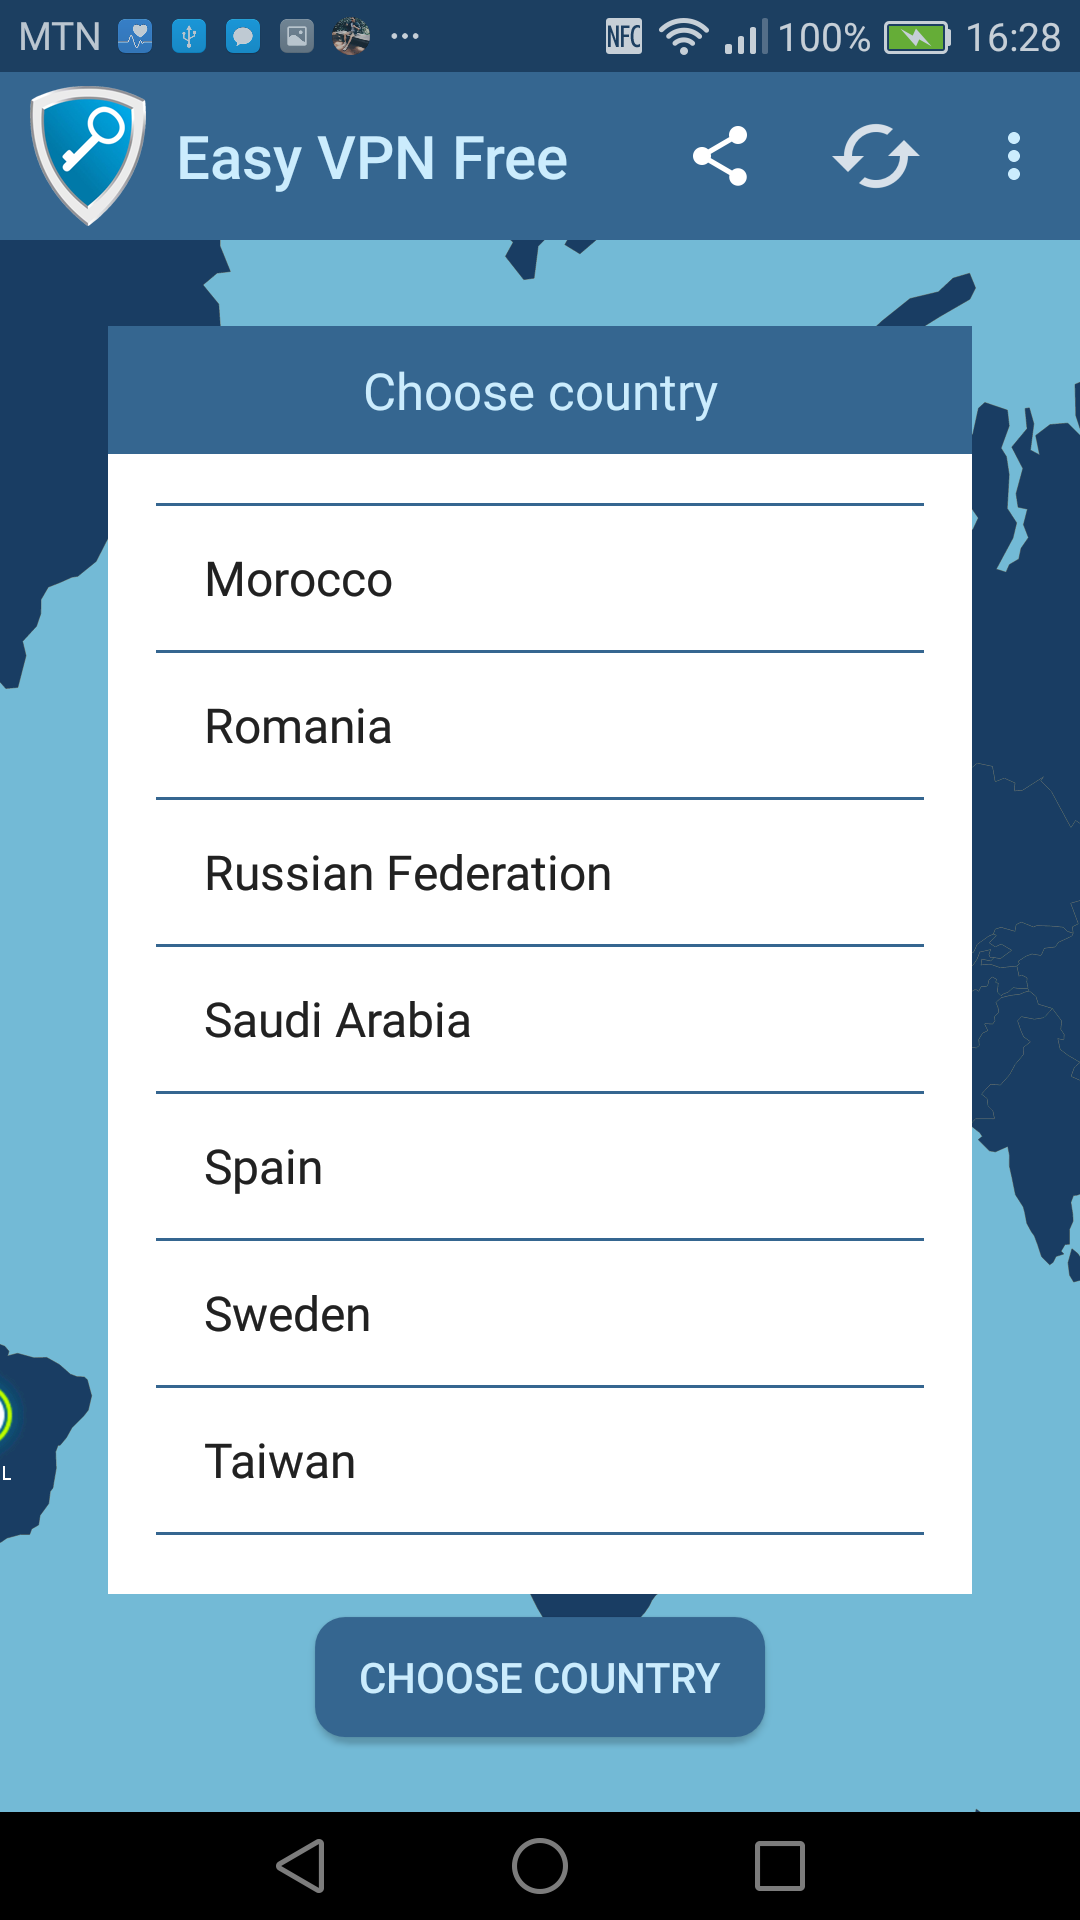 MTN
NFC
100%
16:28
Easy VPN Free
Choose country
Morocco
Romania
Russian Federation
Saudi Arabia
Spain
Sweden
Taiwan
L
CHOOSE COUNTRY